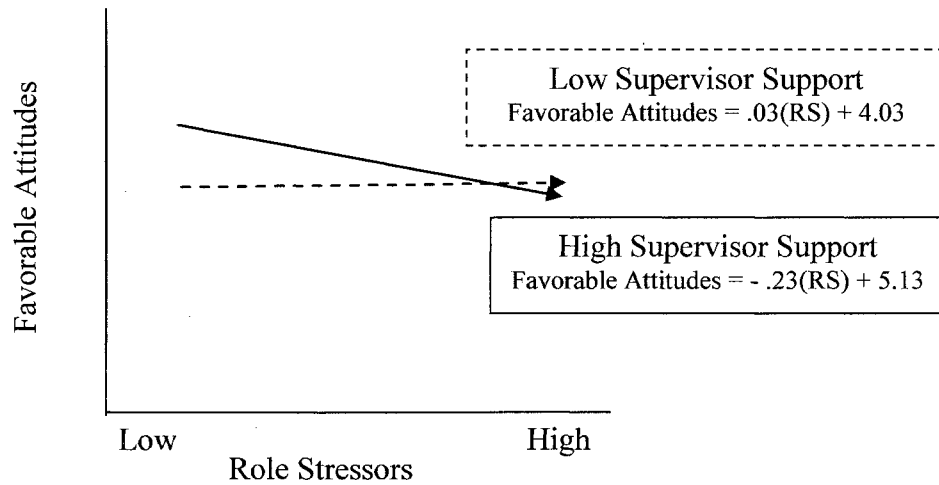 Favorable Attitudes
Low Supervisor Support
Favorable Attitudes = .03(RS) + 4.03
High Supervisor Support
Favorable Attitudes = - .23(RS) + 5.13
Low
High
Role Stressors